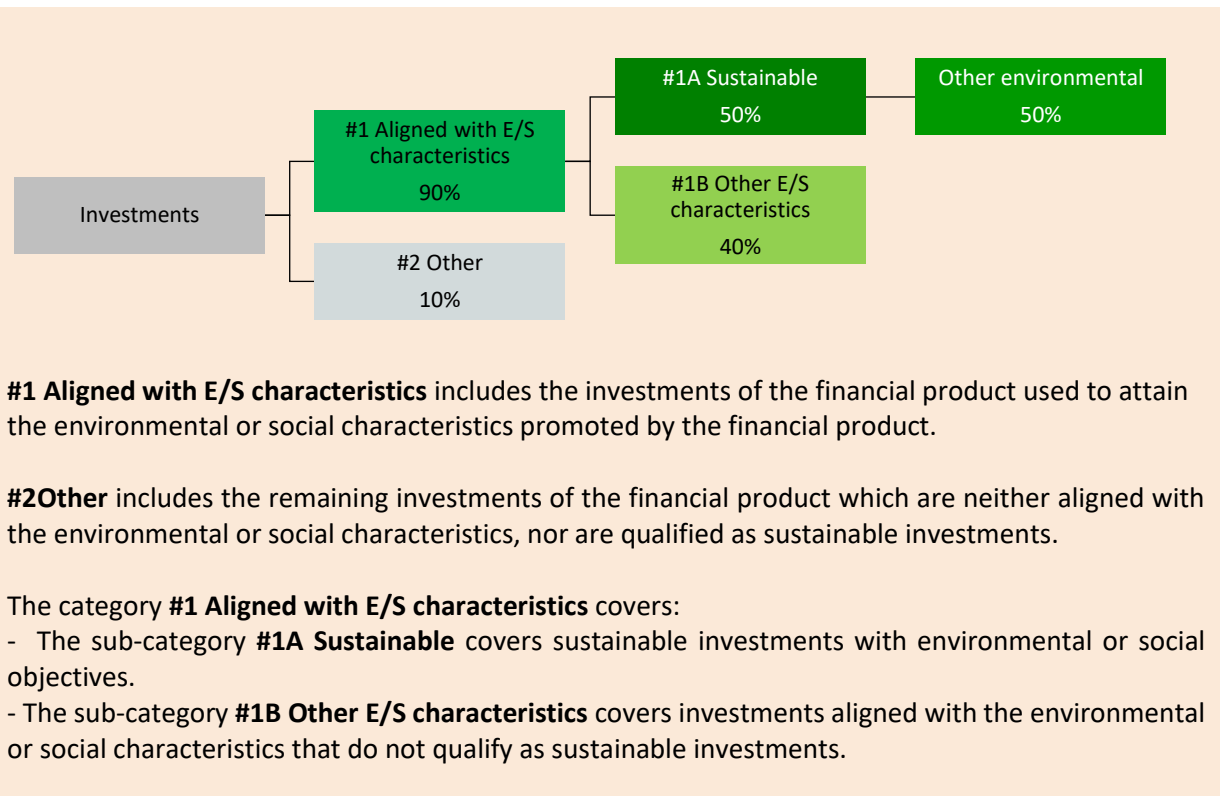 Investments
#1 Aligned with E/S
characteristics
90%
#2 Other
10%
#1A Sustainable
50%
#1B Other E/S
characteristics
40%
Other environmental
50%
#1 Aligned with E/S characteristics includes the investments of the financial product used to attain
the environmental or social characteristics promoted by the financial product.
#2Other includes the remaining investments of the financial product which are neither aligned with
the environmental or social characteristics, nor are qualified as sustainable investments.
The category #1 Aligned with E/S characteristics covers:
- The sub-category #1A Sustainable covers sustainable investments with environmental or social
objectives.
- The sub-category #1B Other E/S characteristics covers investments aligned with the environmental
or social characteristics that do not qualify as sustainable investments.